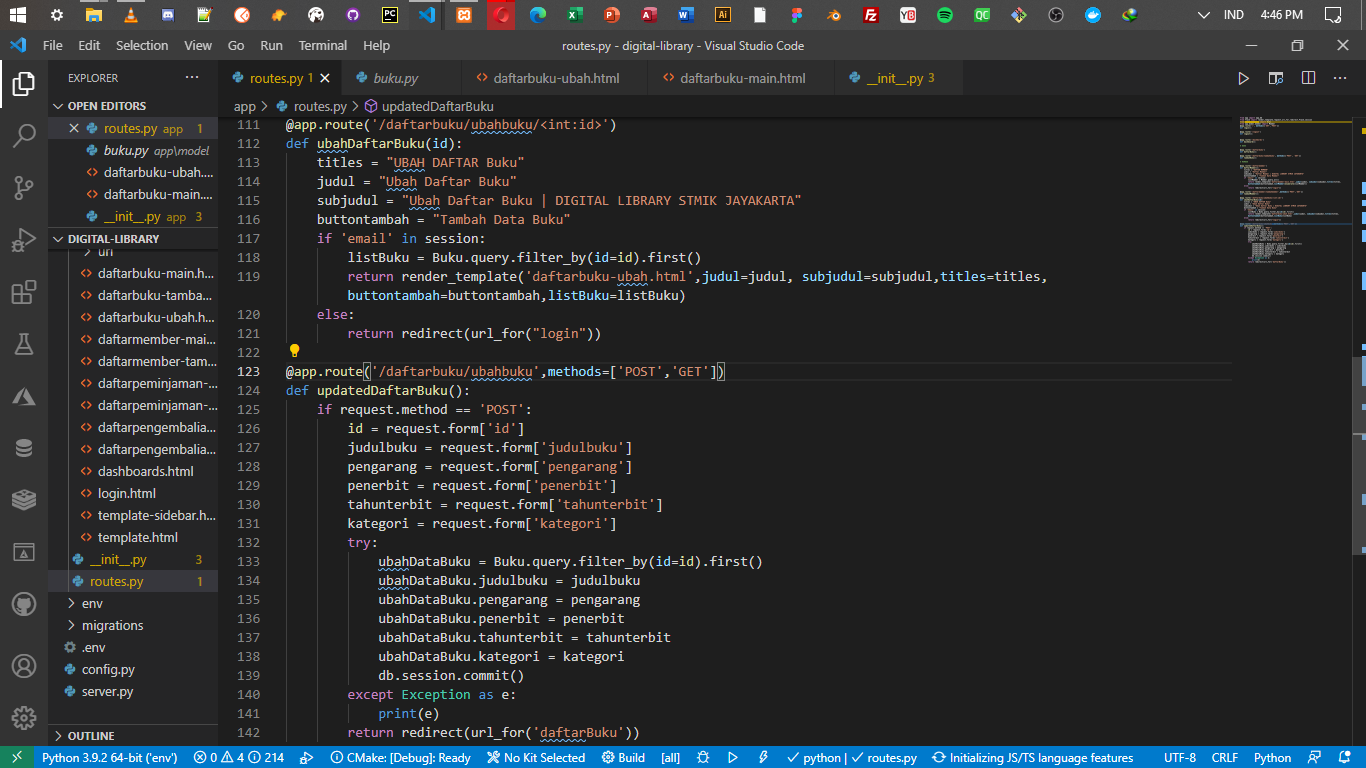 IND 4:46 PM
File Edit Selection View Go Run Terminal Help routes.py - digital-library - Visual Studio Code
EXPLORER
routes.py 1 buku.py daftarbuku-ubah.html daftarbuku-main.html __init__.py 3
app > routes.py > updatedDaftarBuku
OPEN EDITORS
routes.py app 1
buku.py app\model
daftarbuku-ubah....
daftarbuku-main....
__init__.py app 3
DIGITAL-LIBRARY
url
daftarbuku-main.h...
daftarbuku-tamba...
daftarbuku-ubah.h...
daftarmember-mai...
daftarmember-tam...
daftarpeminjaman-...
daftarpeminjaman-...
daftarpengembalia...
daftarpengembalia...
dashboards.html
login.html
template-sidebar.h...
template.html
__init__.py 3
routes.py 1
env
migrations
.env
config.py
server.py
OUTLINE
111 @app.route('/daftarbuku/ubahbuku/<int:id>')
112 def ubahDaftarBuku(id):
113 titles = "UBAH DAFTAR Buku"
114 judul = "Ubah Daftar Buku"
115 subjudul = "Ubah Daftar Buku | DIGITAL LIBRARY STMIK JAYAKARTA"
116 buttontambah = "Tambah Data Buku"
117 if 'email' in session:
118 listBuku = Buku.query.filter_by(id=id).first()
119 return render_template('daftarbuku-ubah.html',judul=judul, subjudul=subjudul,titles=titles,
buttontambah=buttontambah,listBuku=listBuku)
120 else:
121 return redirect(url_for("login"))
122
123 @app.route('/daftarbuku/ubahbuku',methods=['POST','GET'])
124 def updatedDaftarBuku():
125 if request.method == 'POST':
126 id = request.form['id']
127 judulbuku = request.form['judulbuku']
128 pengarang = request.form['pengarang']
129 penerbit = request.form['penerbit']
130 tahunterbit = request.form['tahunterbit']
131 kategori = request.form['kategori']
132 try:
133 ubahDataBuku = Buku.query.filter_by(id=id).first()
134 ubahDataBuku.judulbuku = judulbuku
135 ubahDataBuku.pengarang = pengarang
136 ubahDataBuku.penerbit = penerbit
137 ubahDataBuku.tahunterbit = tahunterbit
138 ubahDataBuku.kategori = kategori
139 db.session.commit()
140 except Exception as e:
141 print(e)
142 return redirect(url_for('daftarBuku'))
Python 3.9.2 64-bit ('env') 0 4 214 CMake: [Debug]: Ready No Kit Selected Build [all] python | routes.py Initializing JS/TS language features UTF-8 CRLF Python